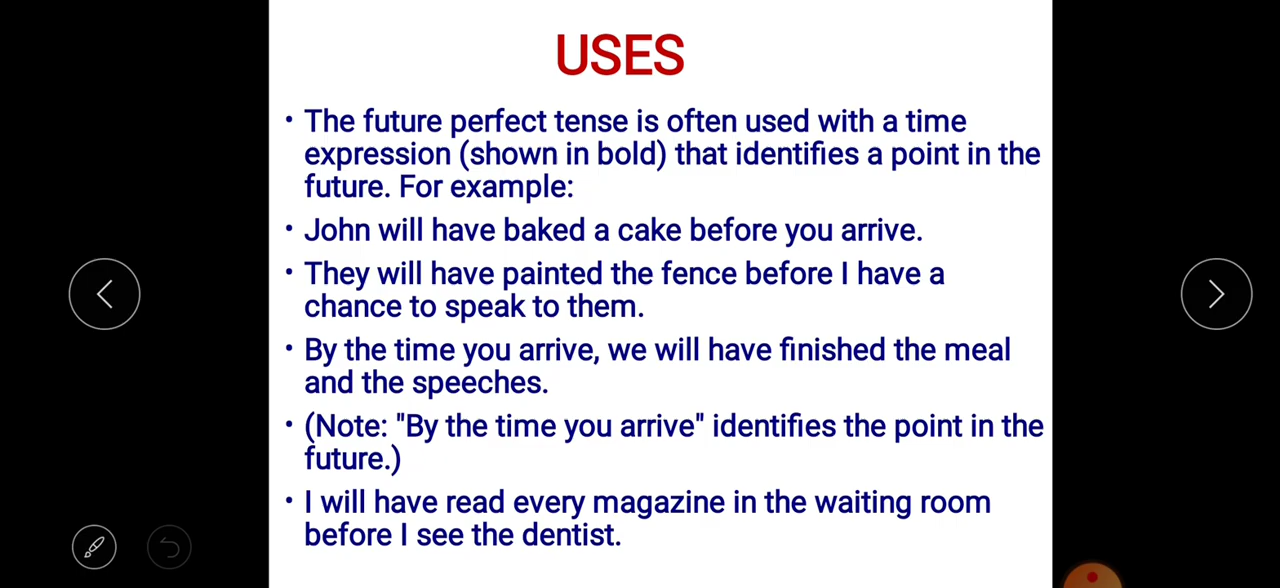 USES
• The future perfect tense is often used with a time
expression (shown in bold) that identifies a point in the
future. For example:
• John will have baked a cake before you arrive.
• They will have painted the fence before I have a
chance to speak to them.
• By the time you arrive, we will have finished the meal
and the speeches.
• (Note: "By the time you arrive" identifies the point in the
future.)
• I will have read every magazine in the waiting room
before I see the dentist.